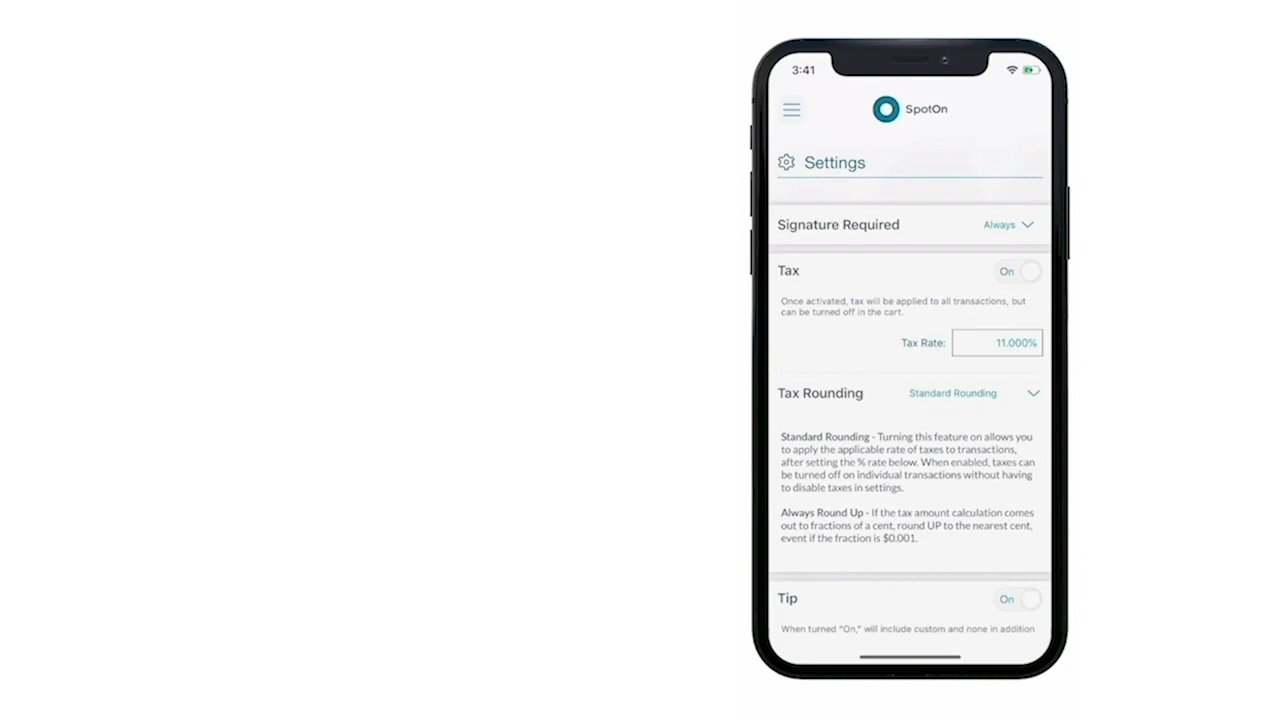 3:41
SpotOn
Settings
Signature Required Always
Tax On
Once activated, tax will be applied to all transactions, but
can be turned off in the cart.
Tax Rate: 11.000%
Tax Rounding Standard Rounding
Standard Rounding - Turning this feature on allows you
to apply the applicable rate of taxes to transactions,
after setting the % rate below. When enabled, taxes can
be turned off on individual transactions without having
to disable taxes in settings.
Always Round Up - If the tax amount calculation comes
out to fractions of a cent, round UP to the nearest cent,
event if the fraction is $0.001.
Tip On
When turned “On,” will include custom and none in addition